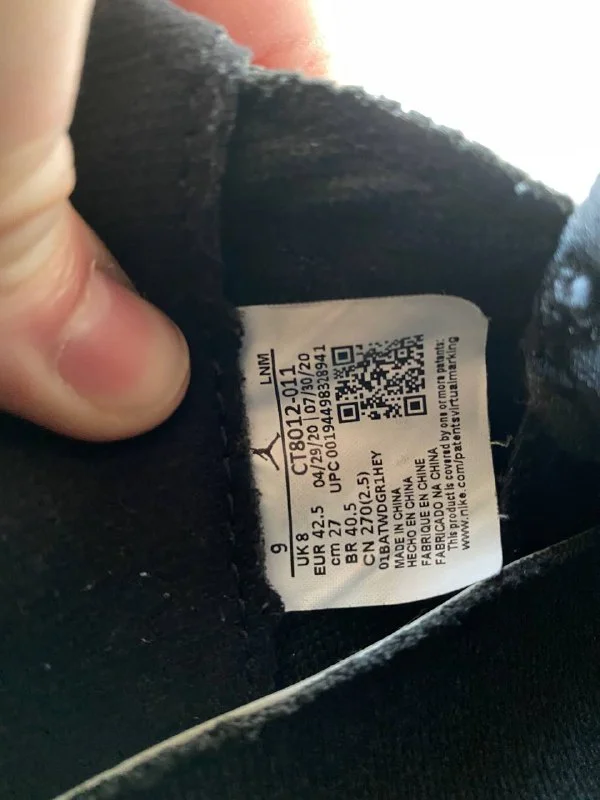 9 LNM
UK 8 CT8012-011
EUR 42.5 04/29/20 | 07/30/20
cm 27 UPC 00194498328941
BR 40.5
CN 270(2.5)
01BATWDGR1HEY
MADE IN CHINA
HECHO EN CHINA
FABRIQUE EN CHINE
FABRICADO NA CHINA
This product is covered by one or more patents:
www.nike.com/patentsvirtualmarking